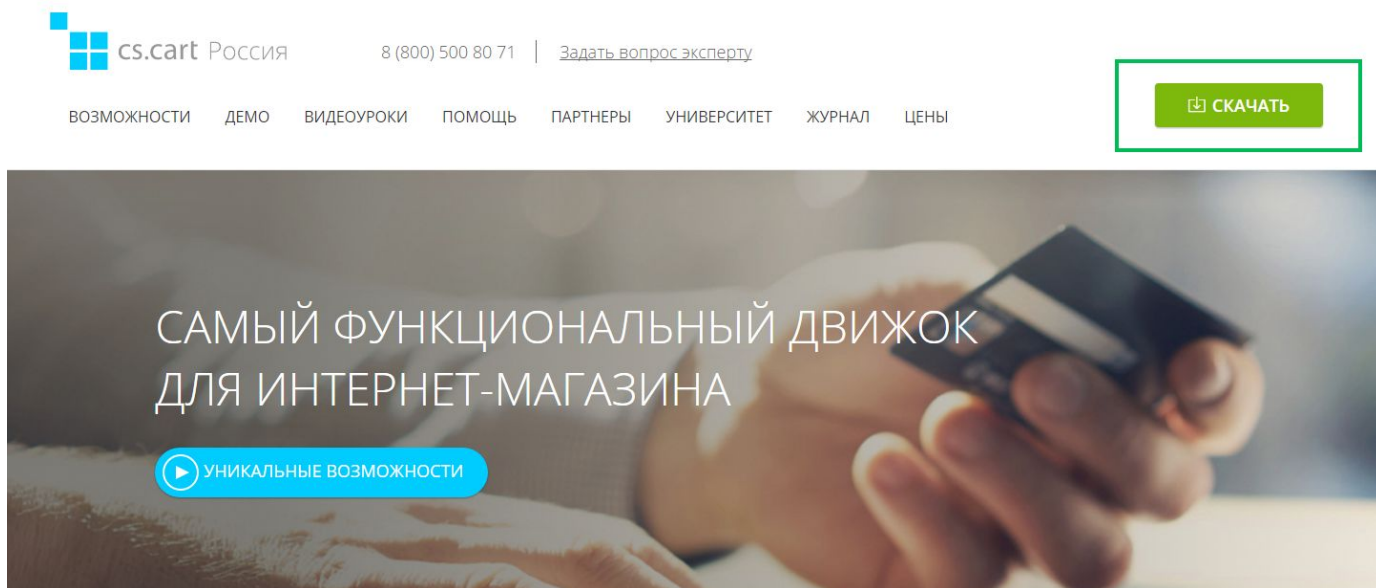 cs.cart Россия
8 (800) 500 80 71
Задать вопрос эксперту
ВОЗМОЖНОСТИ ДЕМО ВИДЕОУРОКИ ПОМОЩЬ ПАРТНЕРЫ УНИВЕРСИТЕТ ЖУРНАЛ ЦЕНЫ
СКАЧАТЬ
САМЫЙ ФУНКЦИОНАЛЬНЫЙ ДВИЖОК
ДЛЯ ИНТЕРНЕТ-МАГАЗИНА
УНИКАЛЬНЫЕ ВОЗМОЖНОСТИ